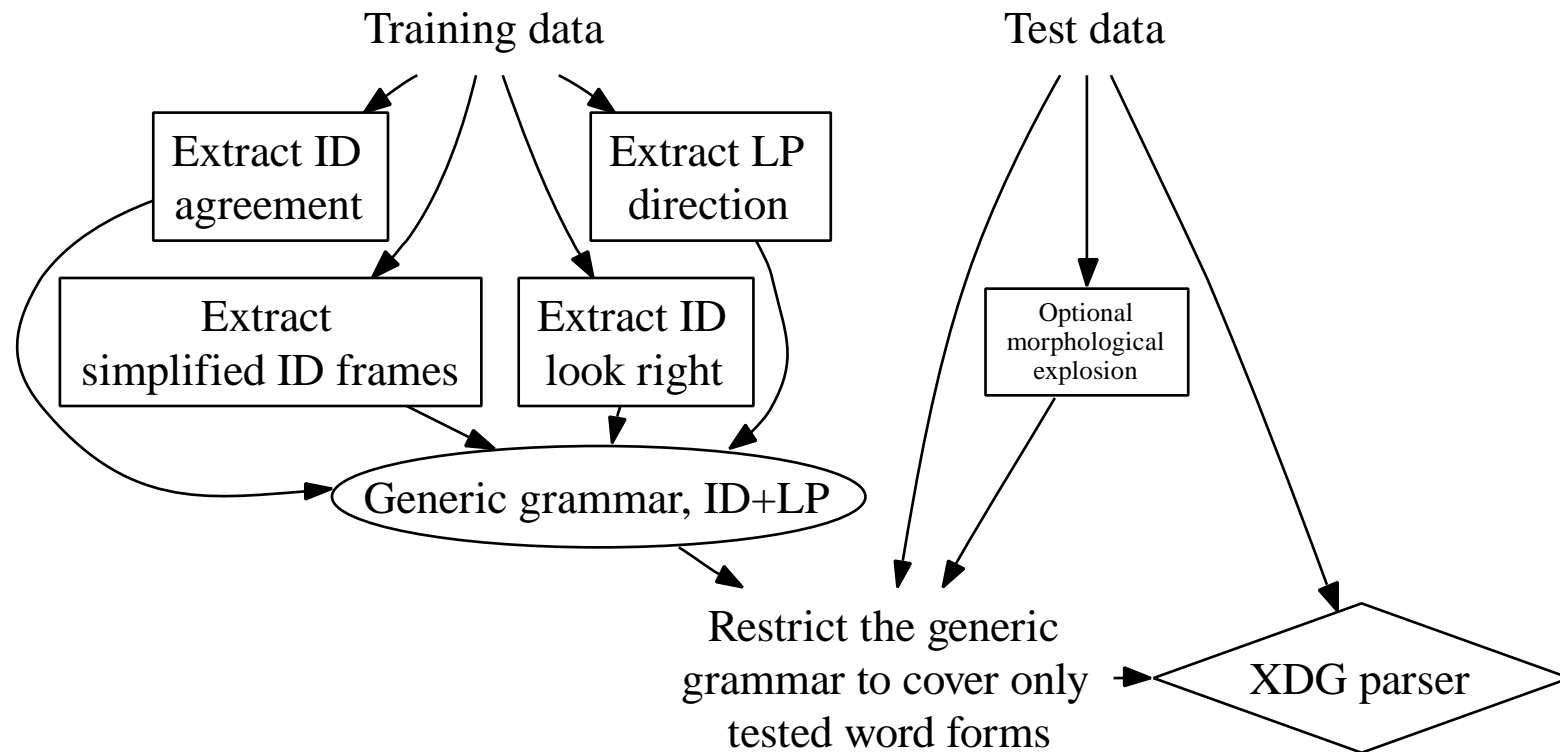 Training data
Test data
Extract ID
agreement
Extract LP
direction
Extract
simplified ID frames
Extract ID
look right
Optional
morphological
explosion
Generic grammar, ID+LP
Restrict the generic
grammar to cover only
tested word forms
XDG parser